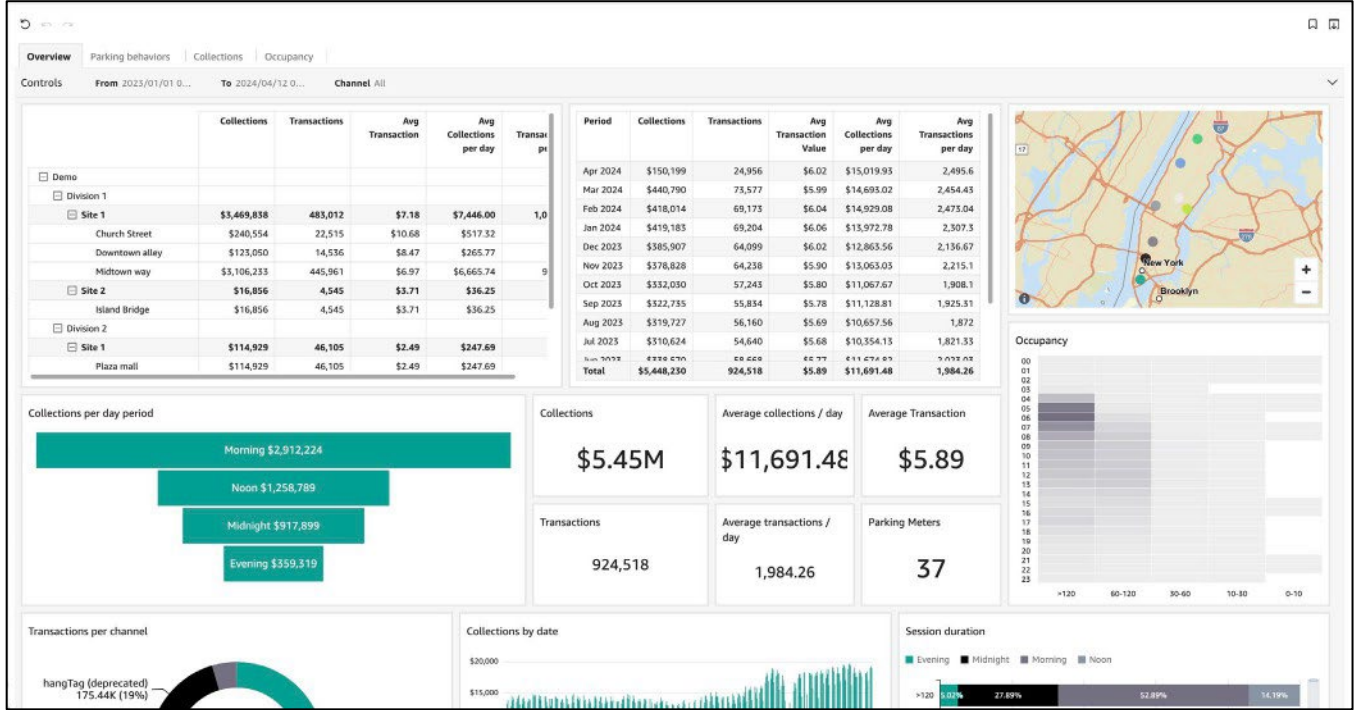 Overview Parking behaviors Collections Occupancy
Controls From 2023/01/01 0... To 2024/04/12 0... Channel All
Collections Transactions Avg Transaction Avg Collections per day
Demo
Division 1
Site 1 $3,469,838 483,012 $7.18 $7,446.00 1,0
Church Street $240,554 22,515 $10.68 $517.32
Downtown alley $123,050 14,536 $8.47 $265.77
Midtown way $3,106,233 445,961 $6.97 $6,665.74 9
Site 2 $16,856 4,545 $3.71 $36.25
Island Bridge $16,856 4,545 $3.71 $36.25
Division 2
Site 1 $114,929 46,105 $2.49 $247.69
Plaza mall $114,929 46,105 $2.49 $247.69
Period Collections Transactions Avg Transaction Value Avg Collections per day Avg Transactions per day
Apr 2024 $150,199 24,956 $6.02 $15,019.93 2,495.6
Mar 2024 $440,790 73,577 $5.99 $14,693.02 2,454.43
Feb 2024 $418,014 69,173 $6.04 $14,929.08 2,473.04
Jan 2024 $419,183 69,204 $6.06 $13,972.78 2,307.3
Dec 2023 $385,907 64,099 $6.02 $12,863.56 2,136.67
Nov 2023 $378,828 64,238 $5.90 $13,063.03 2,215.1
Oct 2023 $332,030 57,243 $5.80 $11,067.67 1,908.1
Sep 2023 $322,735 55,834 $5.78 $11,128.81 1,925.31
Aug 2023 $319,727 56,160 $5.69 $10,657.56 1,872
Jul 2023 $310,624 54,640 $5.68 $10,354.13 1,821.33
Total $5,448,230 924,518 $5.89 $11,691.48 1,984.26
17
87
278
New York
Brooklyn
+
−
Collections per day period
Morning $2,912,224
Noon $1,258,789
Midnight $917,899
Evening $359,319
Collections
$5.45M
Average collections / day
$11,691.48
Average Transaction
$5.89
Transactions
924,518
Average transactions /
day
1,984.26
Parking Meters
37
Occupancy
00
01
02
03
04
05
06
07
08
09
10
11
12
13
14
15
16
17
18
19
20
21
22
23
>120 60-120 30-60 10-30 0-10
Transactions per channel
hangTag (deprecated)
175.44K (19%)
Collections by date
$20,000
$15,000
Session duration
Evening Midnight Morning Noon
>120 5.02% 27.89% 52.89% 14.19%